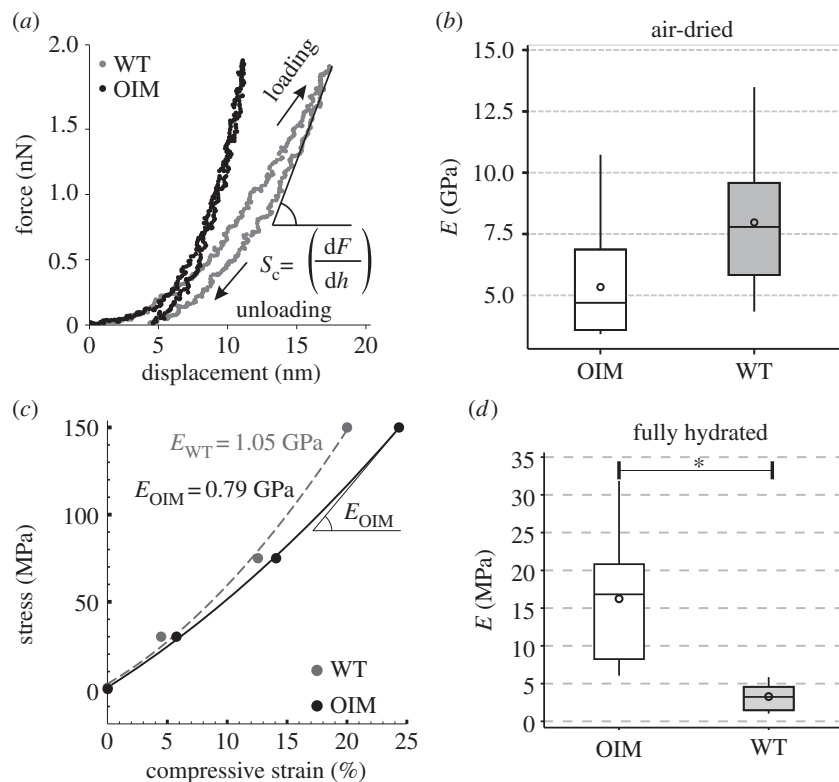 (a)
2.0
1.5
1.0
0.5
0
force (nN)
WT
OIM
loading
S_c = (dF/dh)
unloading
0 5 10 15 20
displacement (nm)
(b)
air-dried
15.0
12.5
10.0
7.5
5.0
E (GPa)
OIM WT
(c)
150
100
50
0
stress (MPa)
E_WT = 1.05 GPa
E_OIM = 0.79 GPa
E_OIM
WT
OIM
0 5 10 15 20 25
compressive strain (%)
(d)
fully hydrated
35
30
25
20
15
10
5
0
E (MPa)
*
OIM WT